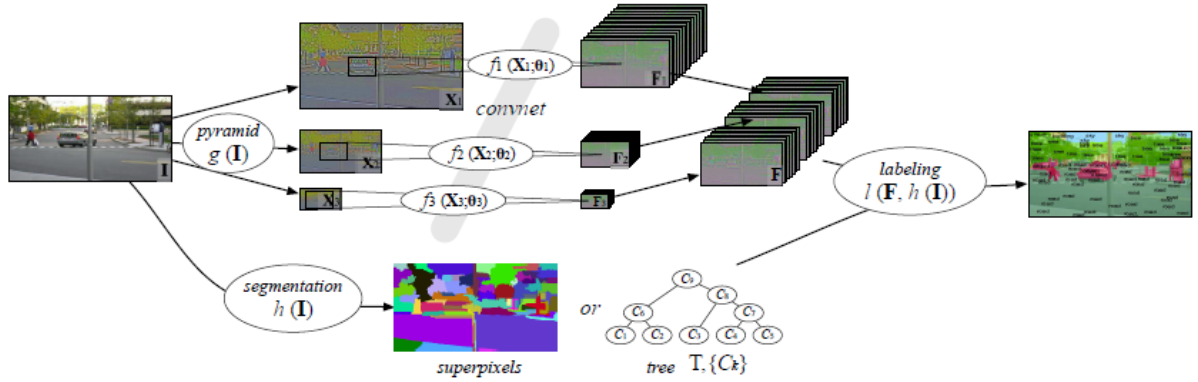 I
pyramid
g (I)
X1
X2
X3
f1 (X1;θ1)
convnet
f2 (X2;θ2)
f3 (X3;θ3)
F1
F2
F3
F
labeling
l (F, h (I))
segmentation
h (I)
superpixels
or
C9
C8
C6
C7
C1
C2
C3
C4
C5
tree T, {Ck}